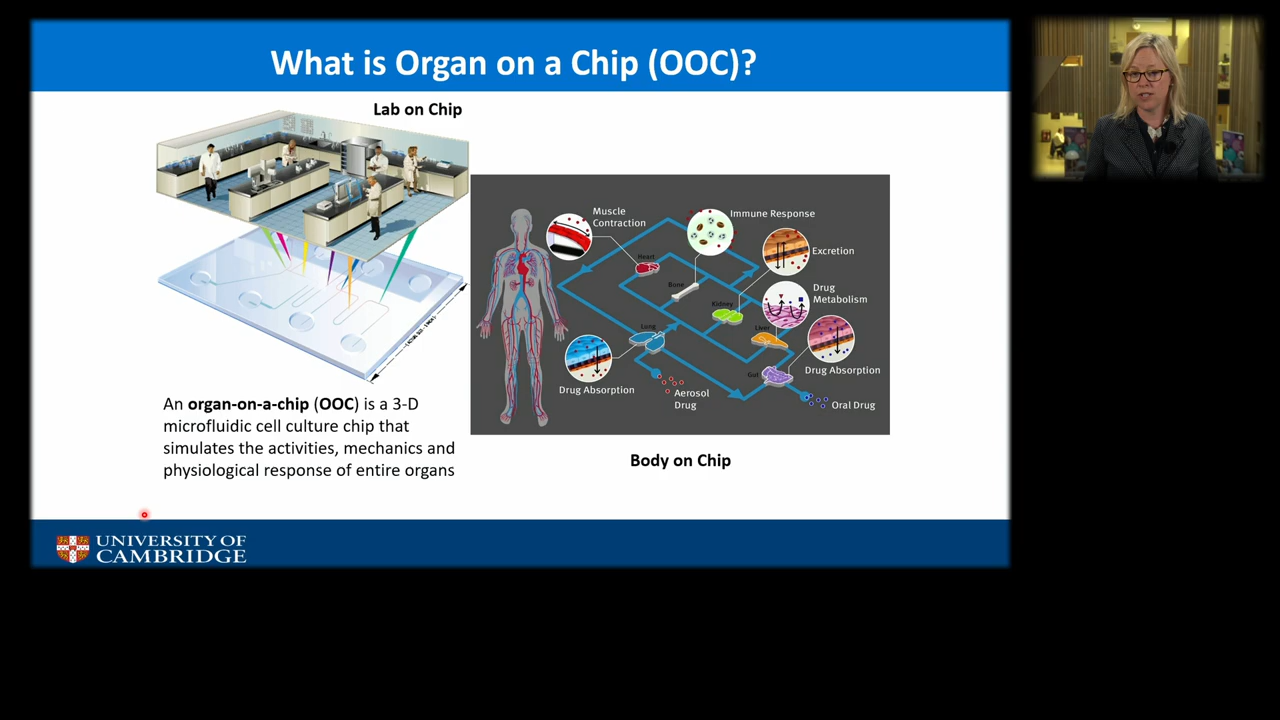 What is Organ on a Chip (OOC)?
Lab on Chip
Muscle
Contraction
Immune Response
Excretion
Heart
Bone
Kidney
Drug
Metabolism
Lung
Liver
Drug Absorption
Gut
Drug Absorption
Aerosol
Drug
Oral Drug
An organ-on-a-chip (OOC) is a 3-D
microfluidic cell culture chip that
simulates the activities, mechanics and
physiological response of entire organs
Body on Chip
UNIVERSITY OF
CAMBRIDGE